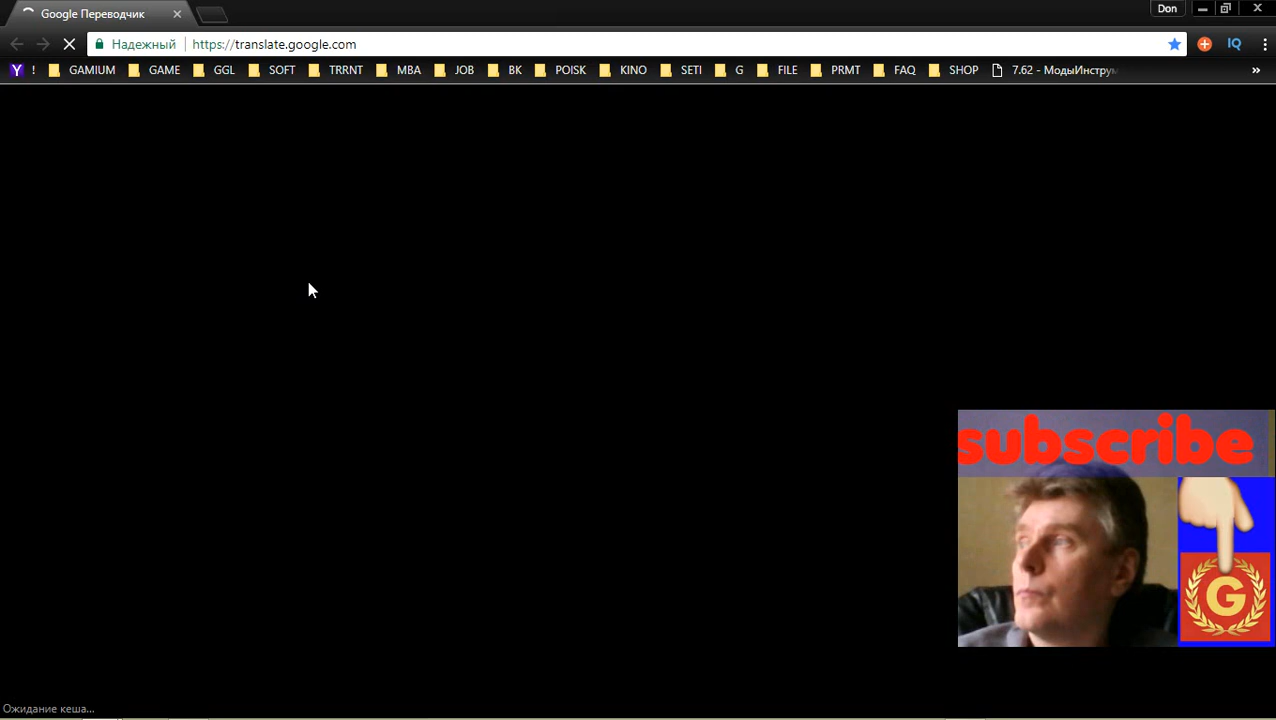 Google Переводчик
Don
Надежный https://translate.google.com IQ
Y ! GAMIUM GAME GGL SOFT TRRNT MBA JOB BK POISK KINO SETI G FILE PRMT FAQ SHOP 7.62 - МодыИнструм »
subscribe
G
Ожидание кеша...